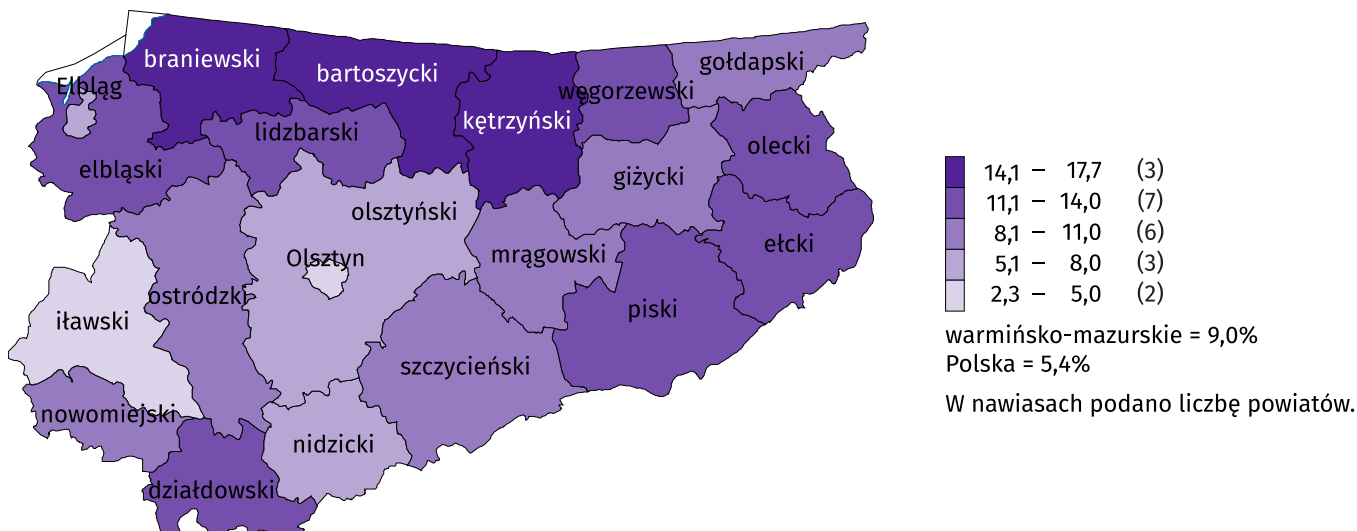 braniewski
bartoszycki
gołdapski
Elbląg
węgorzewski
kętrzyński
lidzbarski
olecki
elbląski
giżycki
olsztyński
ełcki
mrągowski
Olsztyn
ostródzki
piski
iławski
szczycieński
nowomiejski
nidzicki
działdowski
14,1 – 17,7 (3)
11,1 – 14,0 (7)
8,1 – 11,0 (6)
5,1 – 8,0 (3)
2,3 – 5,0 (2)
warmińsko-mazurskie = 9,0%
Polska = 5,4%
W nawiasach podano liczbę powiatów.